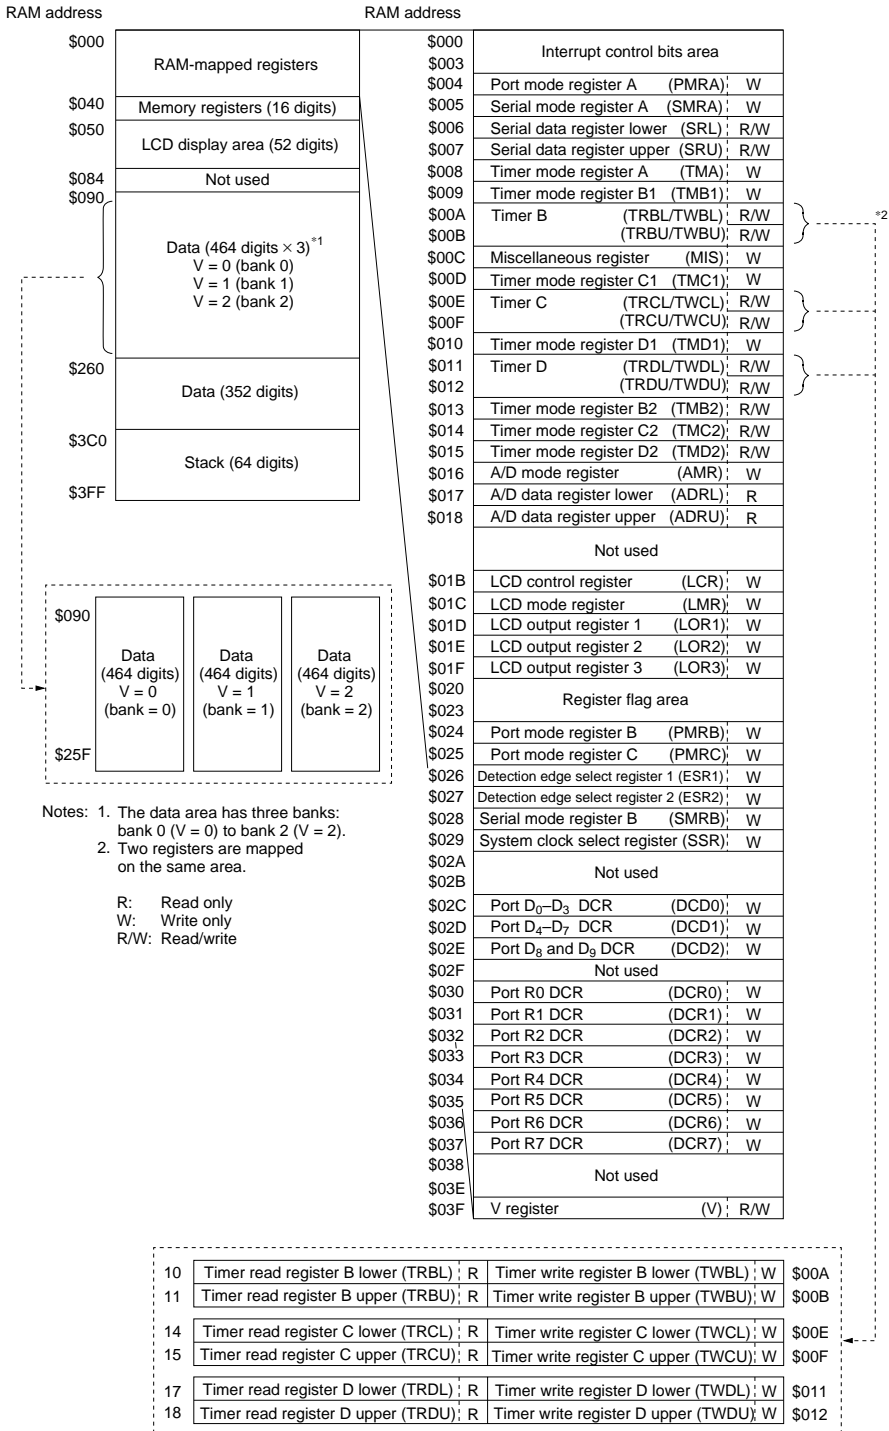 RAM address
$000
RAM-mapped registers
$040
Memory registers (16 digits)
$050
LCD display area (52 digits)
$084
Not used
$090
Data (464 digits × 3)*1
V = 0 (bank 0)
V = 1 (bank 1)
V = 2 (bank 2)
$260
Data (352 digits)
$3C0
Stack (64 digits)
$3FF
$090
Data
(464 digits)
V = 0
(bank = 0)
Data
(464 digits)
V = 1
(bank = 1)
Data
(464 digits)
V = 2
(bank = 2)
$25F
Notes: 1. The data area has three banks:
bank 0 (V = 0) to bank 2 (V = 2).
2. Two registers are mapped
on the same area.
R: Read only
W: Write only
R/W: Read/write
RAM address
$000
Interrupt control bits area
$003
$004 Port mode register A (PMRA) W
$005 Serial mode register A (SMRA) W
$006 Serial data register lower (SRL) R/W
$007 Serial data register upper (SRU) R/W
$008 Timer mode register A (TMA) W
$009 Timer mode register B1 (TMB1) W
$00A Timer B (TRBL/TWBL) R/W
$00B (TRBU/TWBU) R/W
*2
$00C Miscellaneous register (MIS) W
$00D Timer mode register C1 (TMC1) W
$00E Timer C (TRCL/TWCL) R/W
$00F (TRCU/TWCU) R/W
$010 Timer mode register D1 (TMD1) W
$011 Timer D (TRDL/TWDL) R/W
$012 (TRDU/TWDU) R/W
$013 Timer mode register B2 (TMB2) R/W
$014 Timer mode register C2 (TMC2) R/W
$015 Timer mode register D2 (TMD2) R/W
$016 A/D mode register (AMR) W
$017 A/D data register lower (ADRL) R
$018 A/D data register upper (ADRU) R
Not used
$01B LCD control register (LCR) W
$01C LCD mode register (LMR) W
$01D LCD output register 1 (LOR1) W
$01E LCD output register 2 (LOR2) W
$01F LCD output register 3 (LOR3) W
$020
Register flag area
$023
$024 Port mode register B (PMRB) W
$025 Port mode register C (PMRC) W
$026 Detection edge select register 1 (ESR1) W
$027 Detection edge select register 2 (ESR2) W
$028 Serial mode register B (SMRB) W
$029 System clock select register (SSR) W
$02A
Not used
$02B
$02C Port D0–D3 DCR (DCD0) W
$02D Port D4–D7 DCR (DCD1) W
$02E Port D8 and D9 DCR (DCD2) W
$02F Not used
$030 Port R0 DCR (DCR0) W
$031 Port R1 DCR (DCR1) W
$032 Port R2 DCR (DCR2) W
$033 Port R3 DCR (DCR3) W
$034 Port R4 DCR (DCR4) W
$035 Port R5 DCR (DCR5) W
$036 Port R6 DCR (DCR6) W
$037 Port R7 DCR (DCR7) W
$038
Not used
$03E
$03F V register (V) R/W
10 Timer read register B lower (TRBL) R Timer write register B lower (TWBL) W $00A
11 Timer read register B upper (TRBU) R Timer write register B upper (TWBU) W $00B
14 Timer read register C lower (TRCL) R Timer write register C lower (TWCL) W $00E
15 Timer read register C upper (TRCU) R Timer write register C upper (TWCU) W $00F
17 Timer read register D lower (TRDL) R Timer write register D lower (TWDL) W $011
18 Timer read register D upper (TRDU) R Timer write register D upper (TWDU) W $012